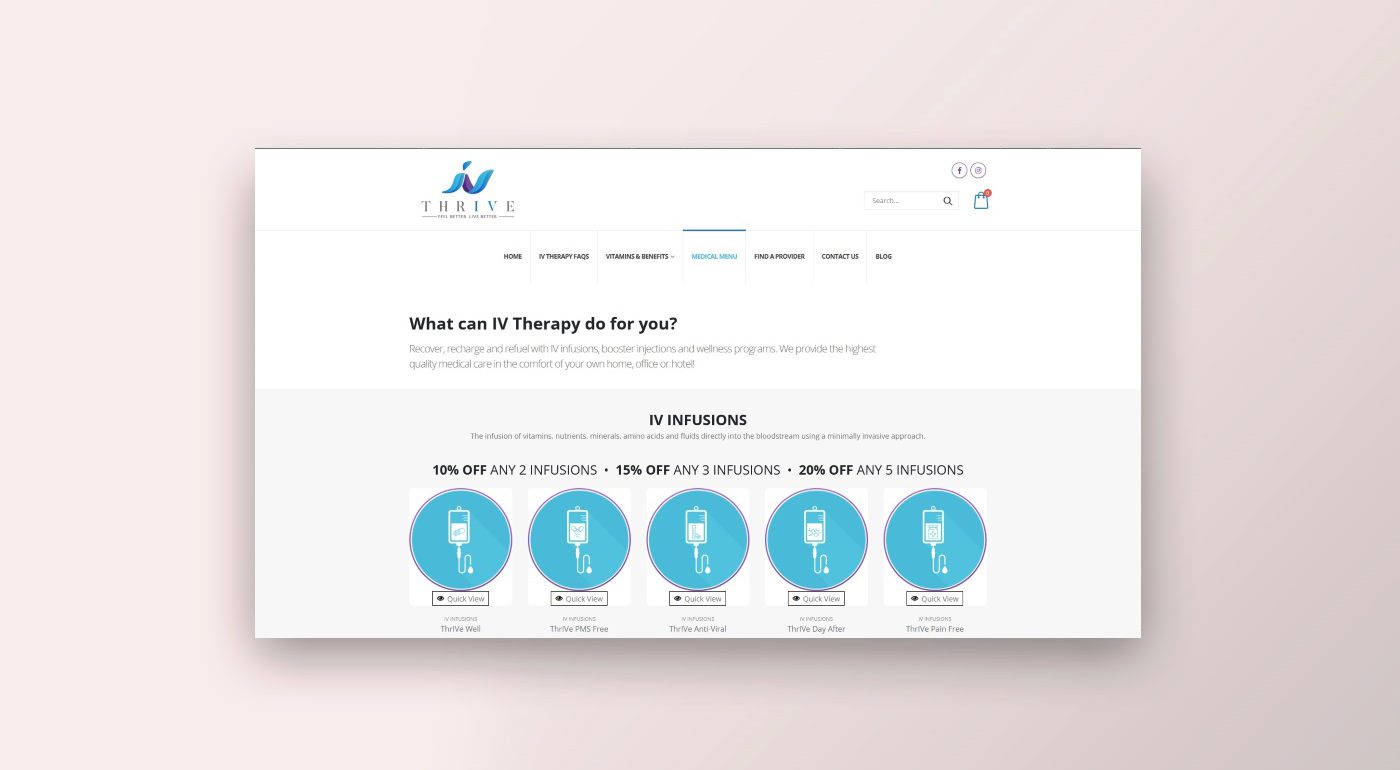 iv
THRIVE
FEEL BETTER. LIVE BETTER.
Search...
0
HOME
IV THERAPY FAQS
VITAMINS & BENEFITS
MEDICAL MENU
FIND A PROVIDER
CONTACT US
BLOG
What can IV Therapy do for you?
Recover, recharge and refuel with IV infusions, booster injections and wellness programs. We provide the highest
quality medical care in the comfort of your own home, office or hotel!
IV INFUSIONS
The infusion of vitamins, nutrients, minerals, amino acids and fluids directly into the bloodstream using a minimally invasive approach.
10% OFF ANY 2 INFUSIONS • 15% OFF ANY 3 INFUSIONS • 20% OFF ANY 5 INFUSIONS
Quick View
IV INFUSIONS
ThrIVe Well
Quick View
IV INFUSIONS
ThrIVe PMS Free
Quick View
IV INFUSIONS
ThrIVe Anti-Viral
Quick View
IV INFUSIONS
ThrIVe Day After
Quick View
IV INFUSIONS
ThrIVe Pain Free